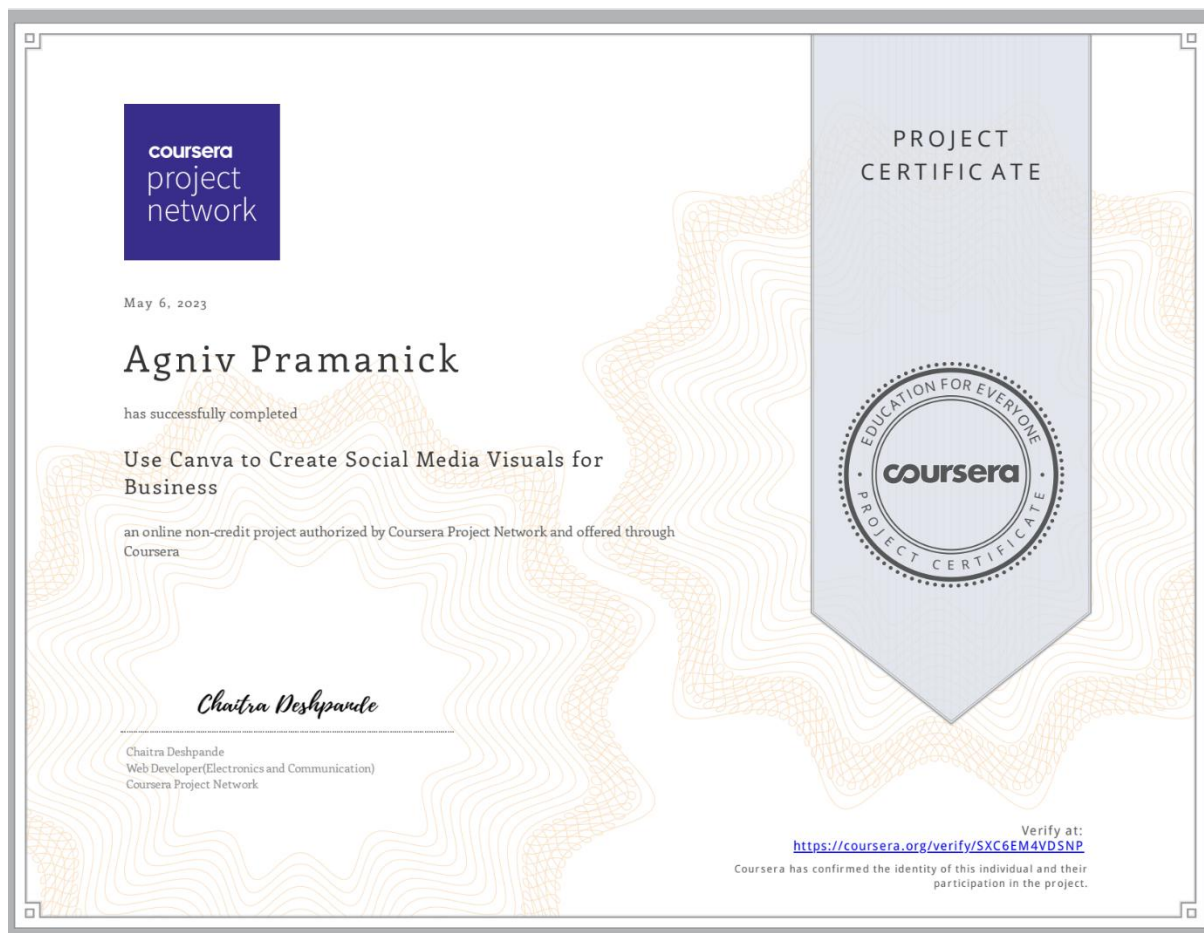 coursera
project
network
May 6, 2023
Agniv Pramanick
has successfully completed
Use Canva to Create Social Media Visuals for
Business
an online non-credit project authorized by Coursera Project Network and offered through
Coursera
Chaitra Deshpande
Chaitra Deshpande
Web Developer(Electronics and Communication)
Coursera Project Network
PROJECT
CERTIFICATE
EDUCATION FOR EVERYONE
coursera
PROJECT CERTIFICATE
Verify at:
https://coursera.org/verify/SXC6EM4VDSNP
Coursera has confirmed the identity of this individual and their
participation in the project.